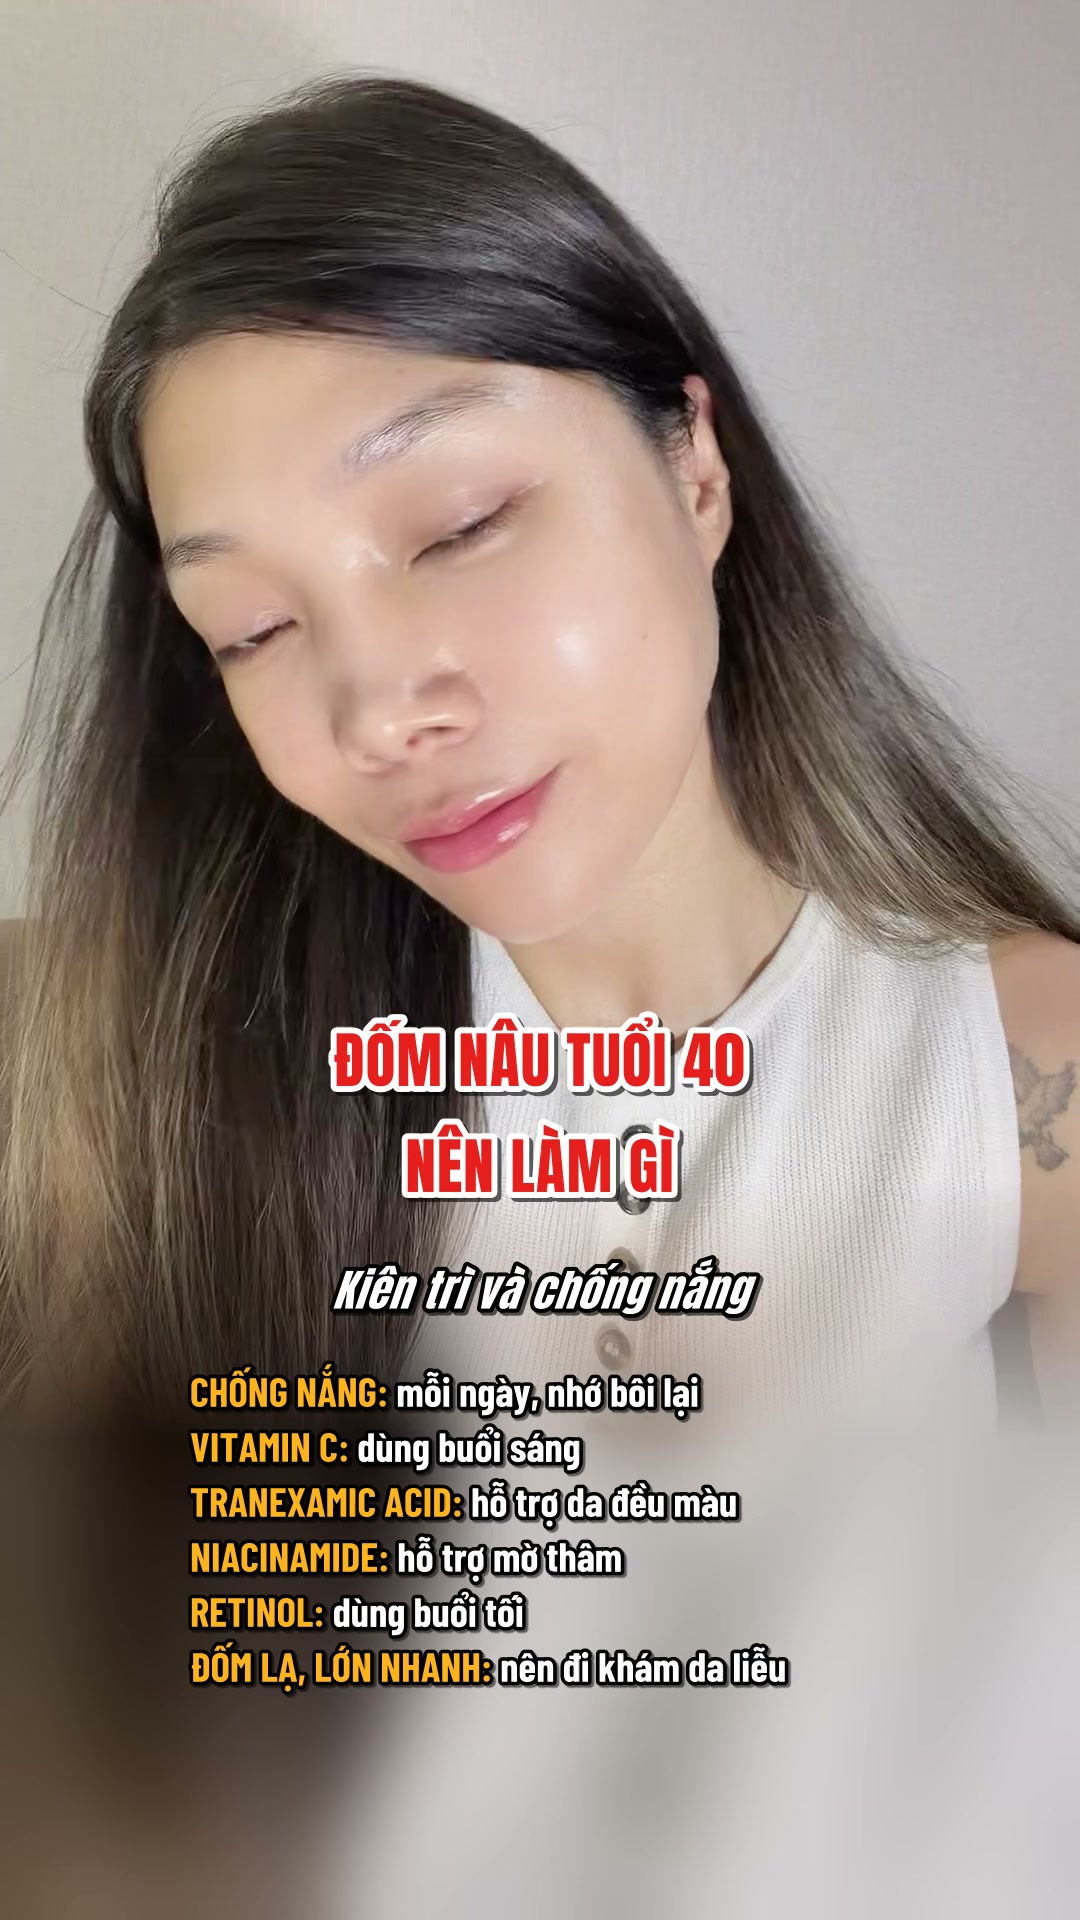 ĐỐM NÂU TUỔI 40
NÊN LÀM GÌ
Kiên trì và chống nắng
CHỐNG NẮNG: mỗi ngày, nhớ bôi lại
VITAMIN C: dùng buổi sáng
TRANEXAMIC ACID: hỗ trợ da đều màu
NIACINAMIDE: hỗ trợ mờ thâm
RETINOL: dùng buổi tối
ĐỐM LẠ, LỚN NHANH: nên đi khám da liễu